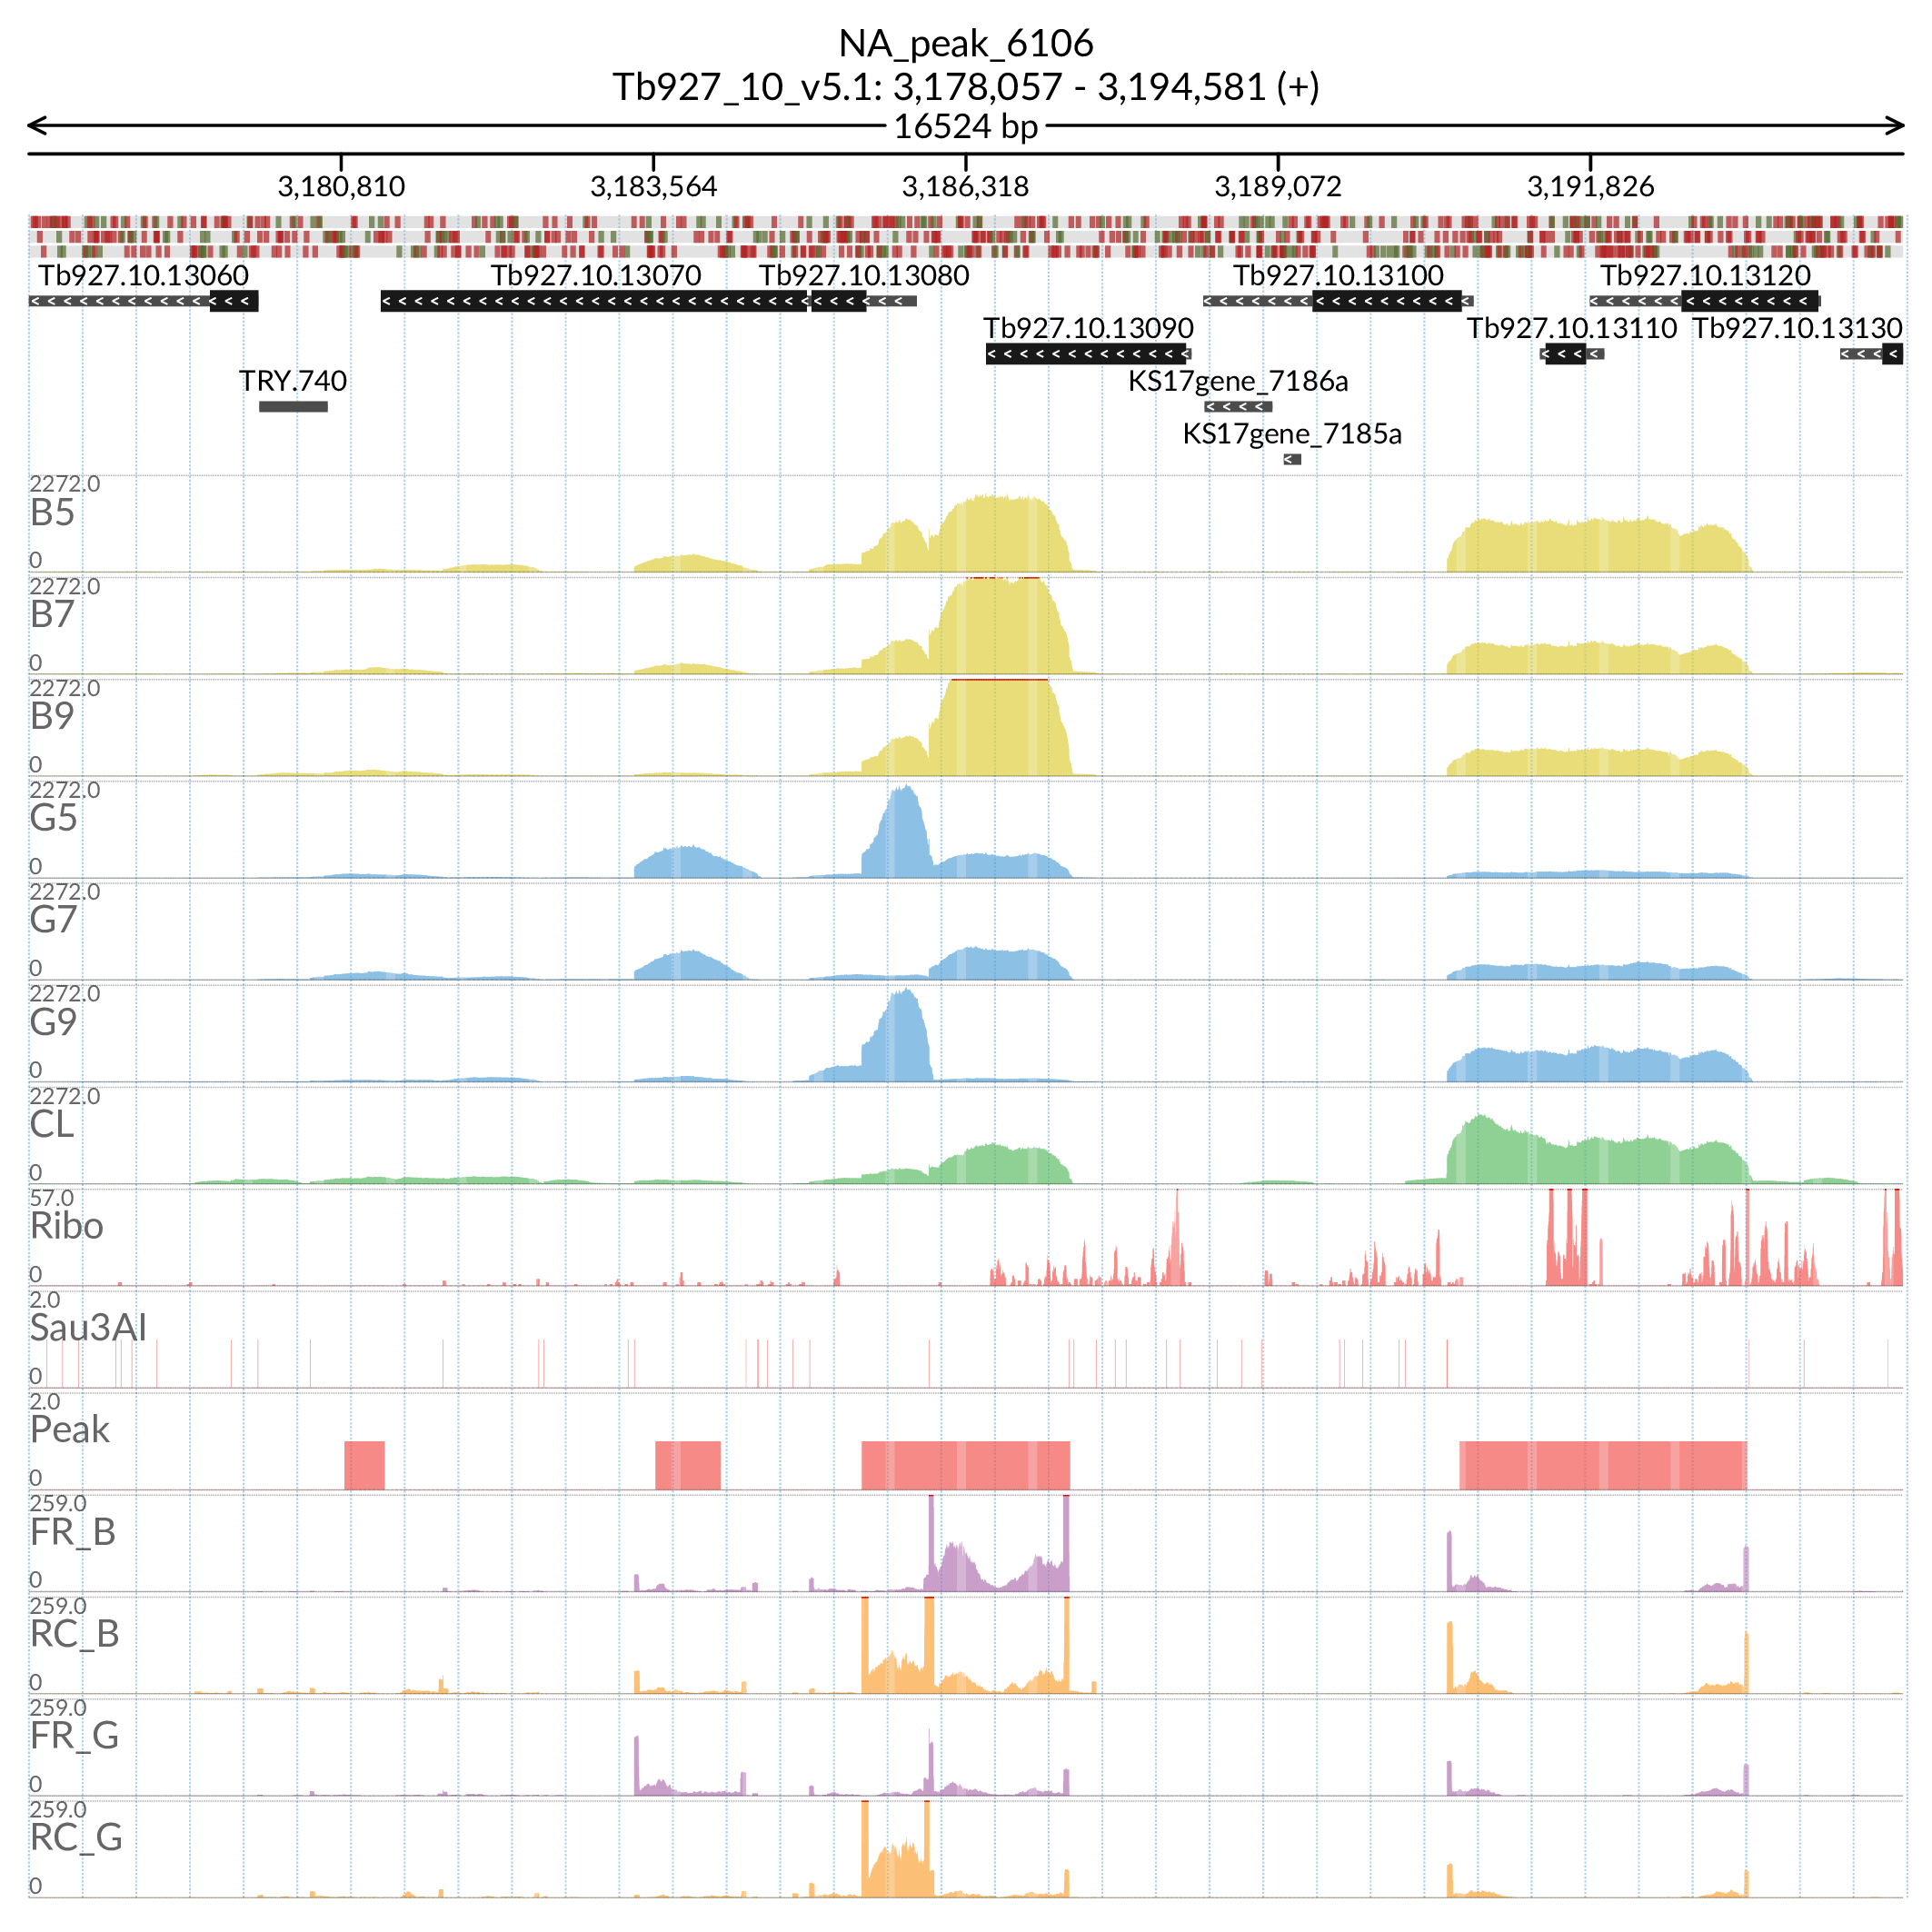 NA_peak_6106
Tb927_10_v5.1: 3,178,057 - 3,194,581 (+)
16524 bp
3,180,810 3,183,564 3,186,318 3,189,072 3,191,826
Tb927.10.13060 Tb927.10.13070 Tb927.10.13080 Tb927.10.13100 Tb927.10.13120
Tb927.10.13090 Tb927.10.13110 Tb927.10.13130
TRY.740 KS17gene_7186a
KS17gene_7185a
2272.0
B5
0
2272.0
B7
0
2272.0
B9
0
2272.0
G5
0
2272.0
G7
0
2272.0
G9
0
2272.0
CL
0
57.0
Ribo
0
2.0
Sau3AI
0
2.0
Peak
0
259.0
FR_B
0
259.0
RC_B
0
259.0
FR_G
0
259.0
RC_G
0